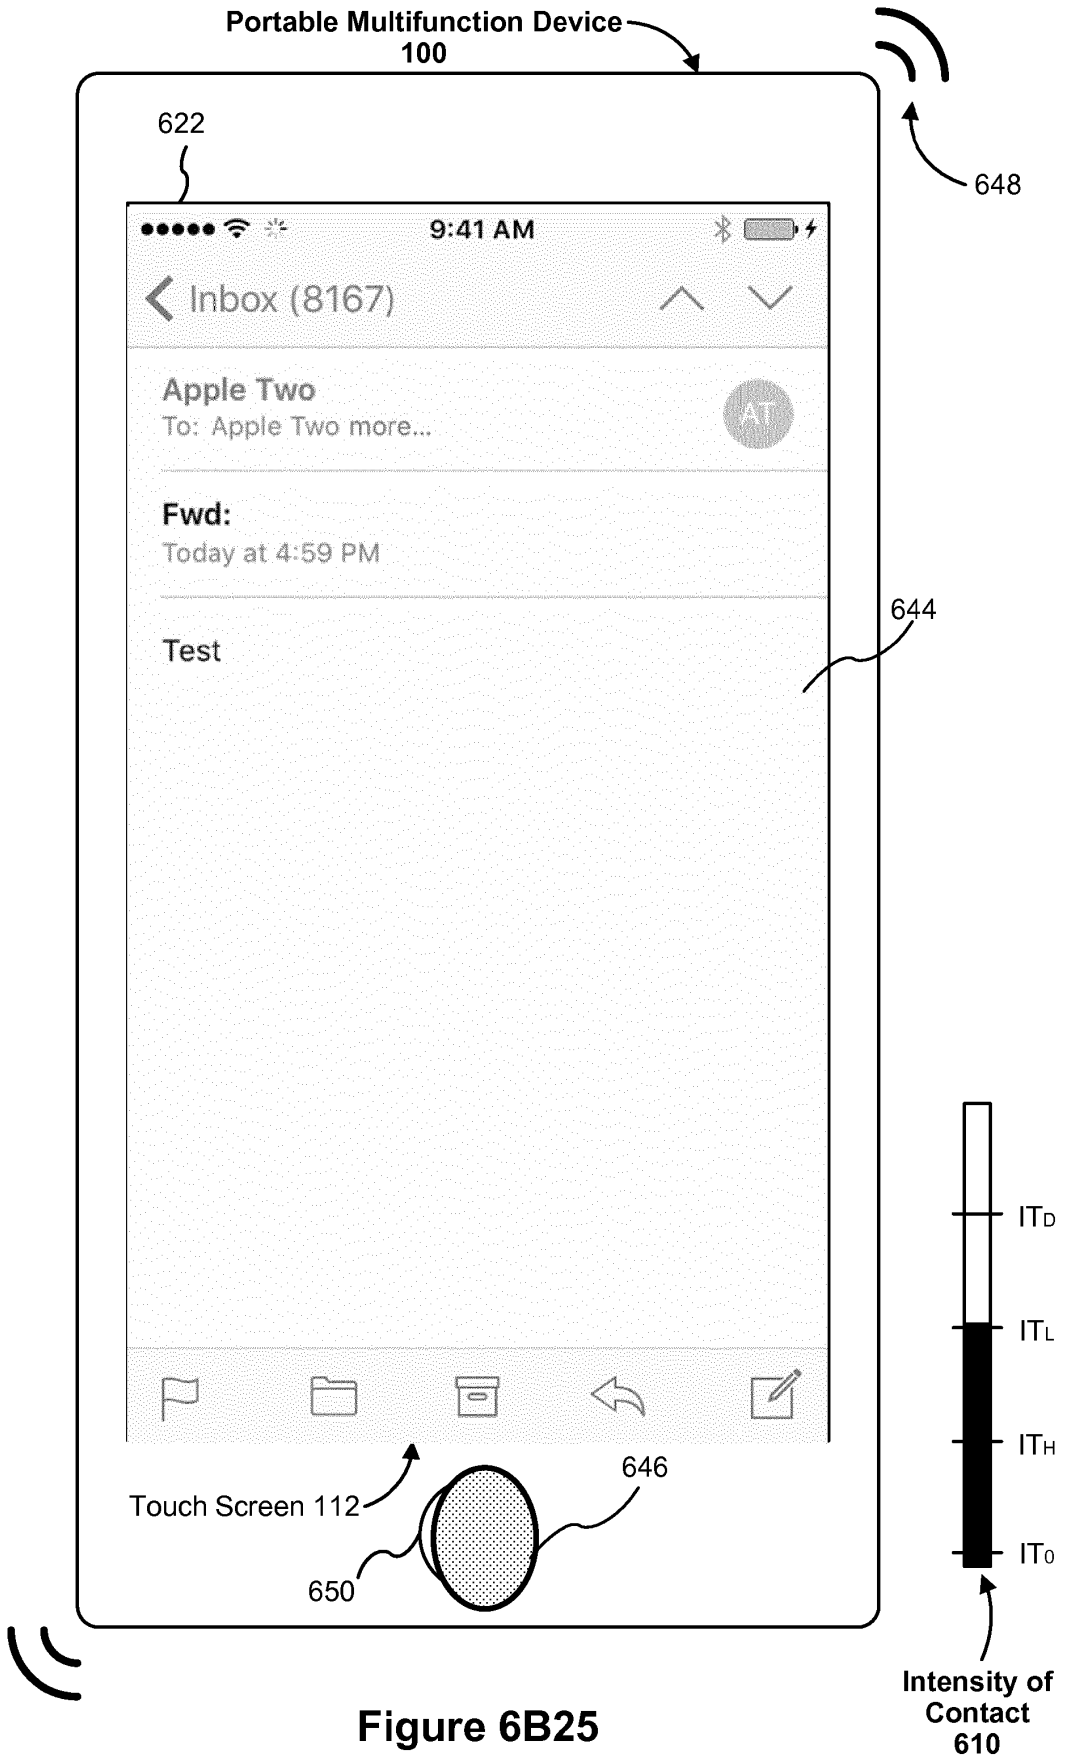 Portable Multifunction Device
100
622
648
9:41 AM
Inbox (8167)
Apple Two
To: Apple Two more...
AT
Fwd:
Today at 4:59 PM
644
Test
ITD
ITL
ITH
IT0
646
Touch Screen 112
650
Intensity of
Contact
610
Figure 6B25